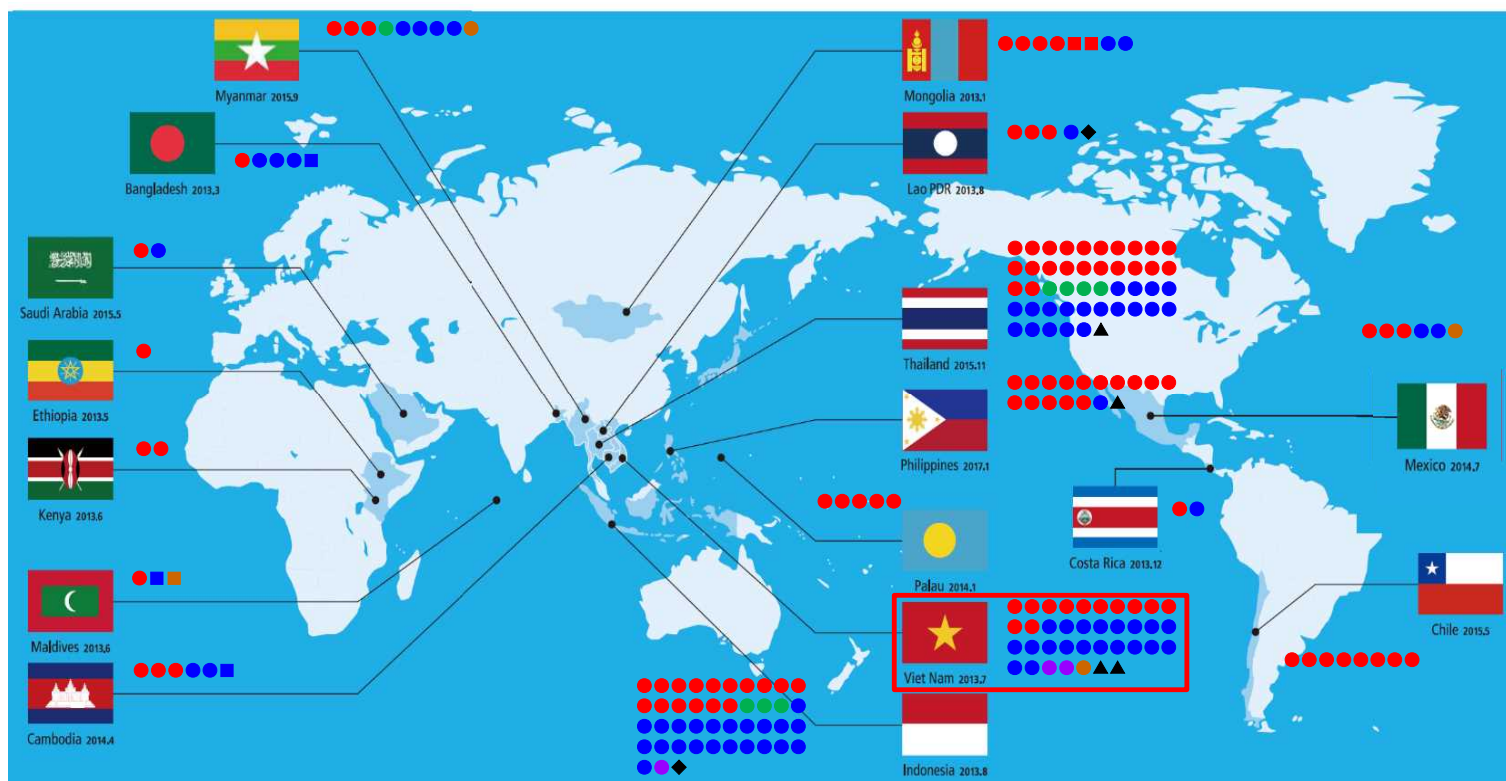 Myanmar 2015.9
Mongolia 2013.1
Bangladesh 2013.3
Lao PDR 2013.8
Saudi Arabia 2015.5
Thailand 2015.11
Ethiopia 2013.5
Philippines 2017.1
Mexico 2014.7
Kenya 2013.6
Costa Rica 2013.12
Palau 2014.1
Chile 2015.5
Maldives 2013.6
Viet Nam 2013.7
Cambodia 2014.4
Indonesia 2013.8